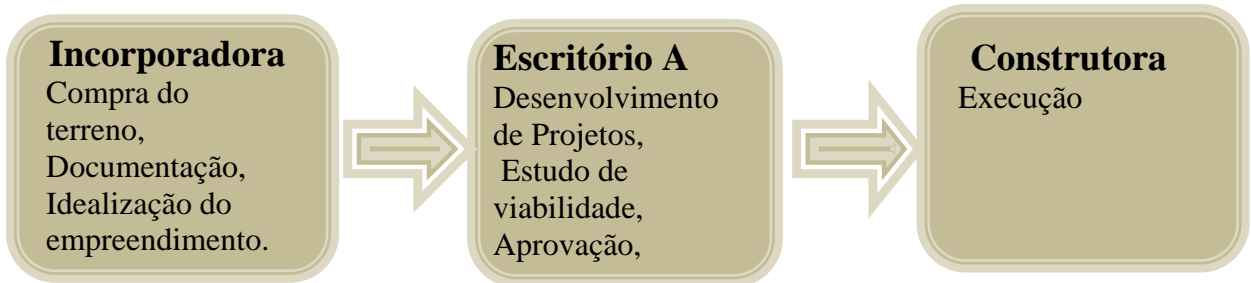 Incorporadora
Compra do
terreno,
Documentação,
Idealização do
empreendimento.
Escritório A
Desenvolvimento
de Projetos,
Estudo de
viabilidade,
Aprovação,
Construtora
Execução